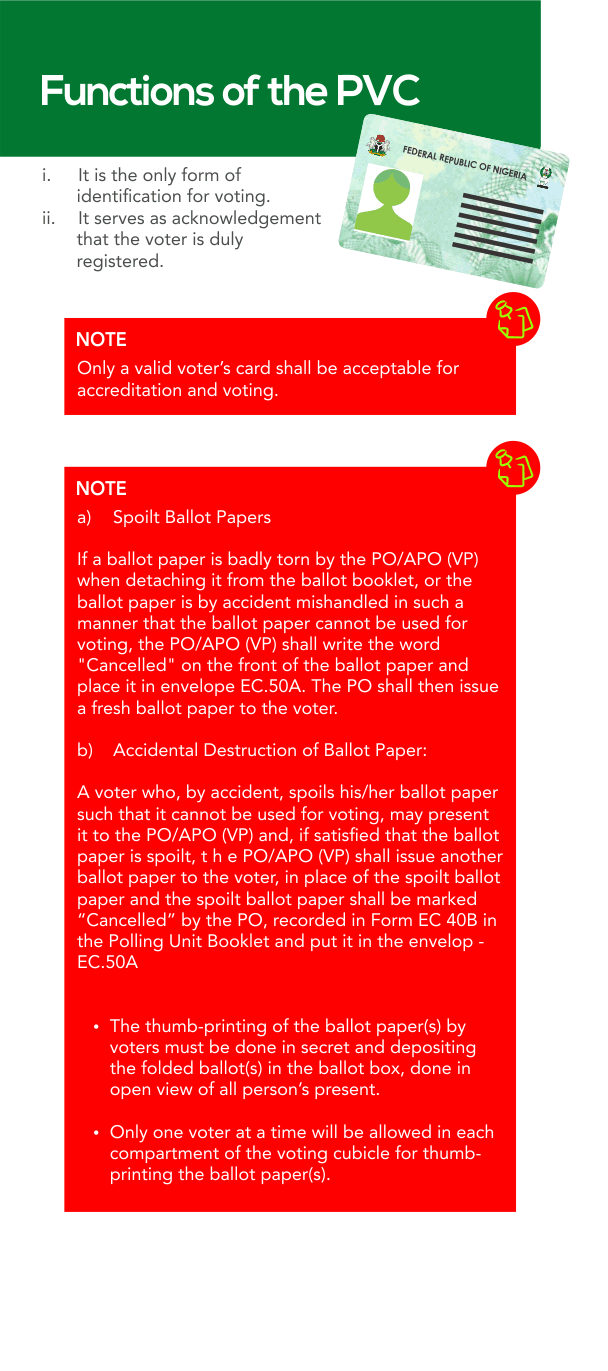 Functions of the PVC
FEDERAL REPUBLIC OF NIGERIA
i. It is the only form of
identification for voting.
ii. It serves as acknowledgement
that the voter is duly
registered.
NOTE
Only a valid voter’s card shall be acceptable for
accreditation and voting.
NOTE
a) Spoilt Ballot Papers
If a ballot paper is badly torn by the PO/APO (VP)
when detaching it from the ballot booklet, or the
ballot paper is by accident mishandled in such a
manner that the ballot paper cannot be used for
voting, the PO/APO (VP) shall write the word
"Cancelled" on the front of the ballot paper and
place it in envelope EC.50A. The PO shall then issue
a fresh ballot paper to the voter.
b) Accidental Destruction of Ballot Paper:
A voter who, by accident, spoils his/her ballot paper
such that it cannot be used for voting, may present
it to the PO/APO (VP) and, if satisfied that the ballot
paper is spoilt, t h e PO/APO (VP) shall issue another
ballot paper to the voter, in place of the spoilt ballot
paper and the spoilt ballot paper shall be marked
“Cancelled” by the PO, recorded in Form EC 40B in
the Polling Unit Booklet and put it in the envelop -
EC.50A
• The thumb-printing of the ballot paper(s) by
voters must be done in secret and depositing
the folded ballot(s) in the ballot box, done in
open view of all person’s present.
• Only one voter at a time will be allowed in each
compartment of the voting cubicle for thumb-
printing the ballot paper(s).